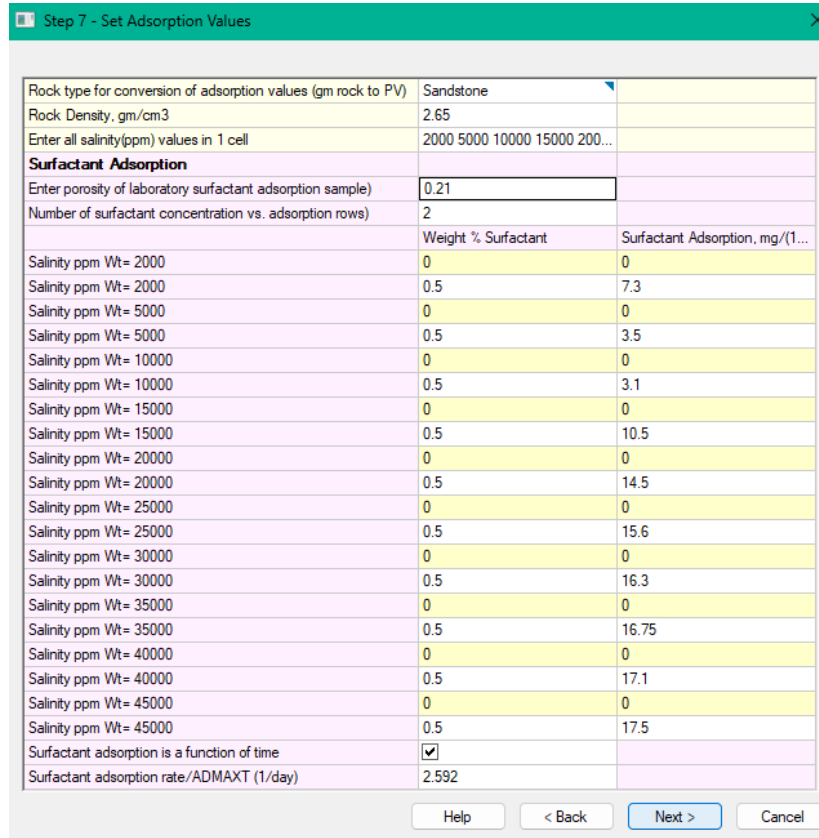 Step 7 - Set Adsorption Values
Rock type for conversion of adsorption values (gm rock to PV) Sandstone
Rock Density, gm/cm3 2.65
Enter all salinity(ppm) values in 1 cell 2000 5000 10000 15000 200...
Surfactant Adsorption
Enter porosity of laboratory surfactant adsorption sample) 0.21
Number of surfactant concentration vs. adsorption rows) 2
Weight % Surfactant Surfactant Adsorption, mg/(1...
Salinity ppm Wt= 2000 0 0
Salinity ppm Wt= 2000 0.5 7.3
Salinity ppm Wt= 5000 0 0
Salinity ppm Wt= 5000 0.5 3.5
Salinity ppm Wt= 10000 0 0
Salinity ppm Wt= 10000 0.5 3.1
Salinity ppm Wt= 15000 0 0
Salinity ppm Wt= 15000 0.5 10.5
Salinity ppm Wt= 20000 0 0
Salinity ppm Wt= 20000 0.5 14.5
Salinity ppm Wt= 25000 0 0
Salinity ppm Wt= 25000 0.5 15.6
Salinity ppm Wt= 30000 0 0
Salinity ppm Wt= 30000 0.5 16.3
Salinity ppm Wt= 35000 0 0
Salinity ppm Wt= 35000 0.5 16.75
Salinity ppm Wt= 40000 0 0
Salinity ppm Wt= 40000 0.5 17.1
Salinity ppm Wt= 45000 0 0
Salinity ppm Wt= 45000 0.5 17.5
Surfactant adsorption is a function of time
Surfactant adsorption rate/ADMAXT (1/day) 2.592
Help < Back Next > Cancel